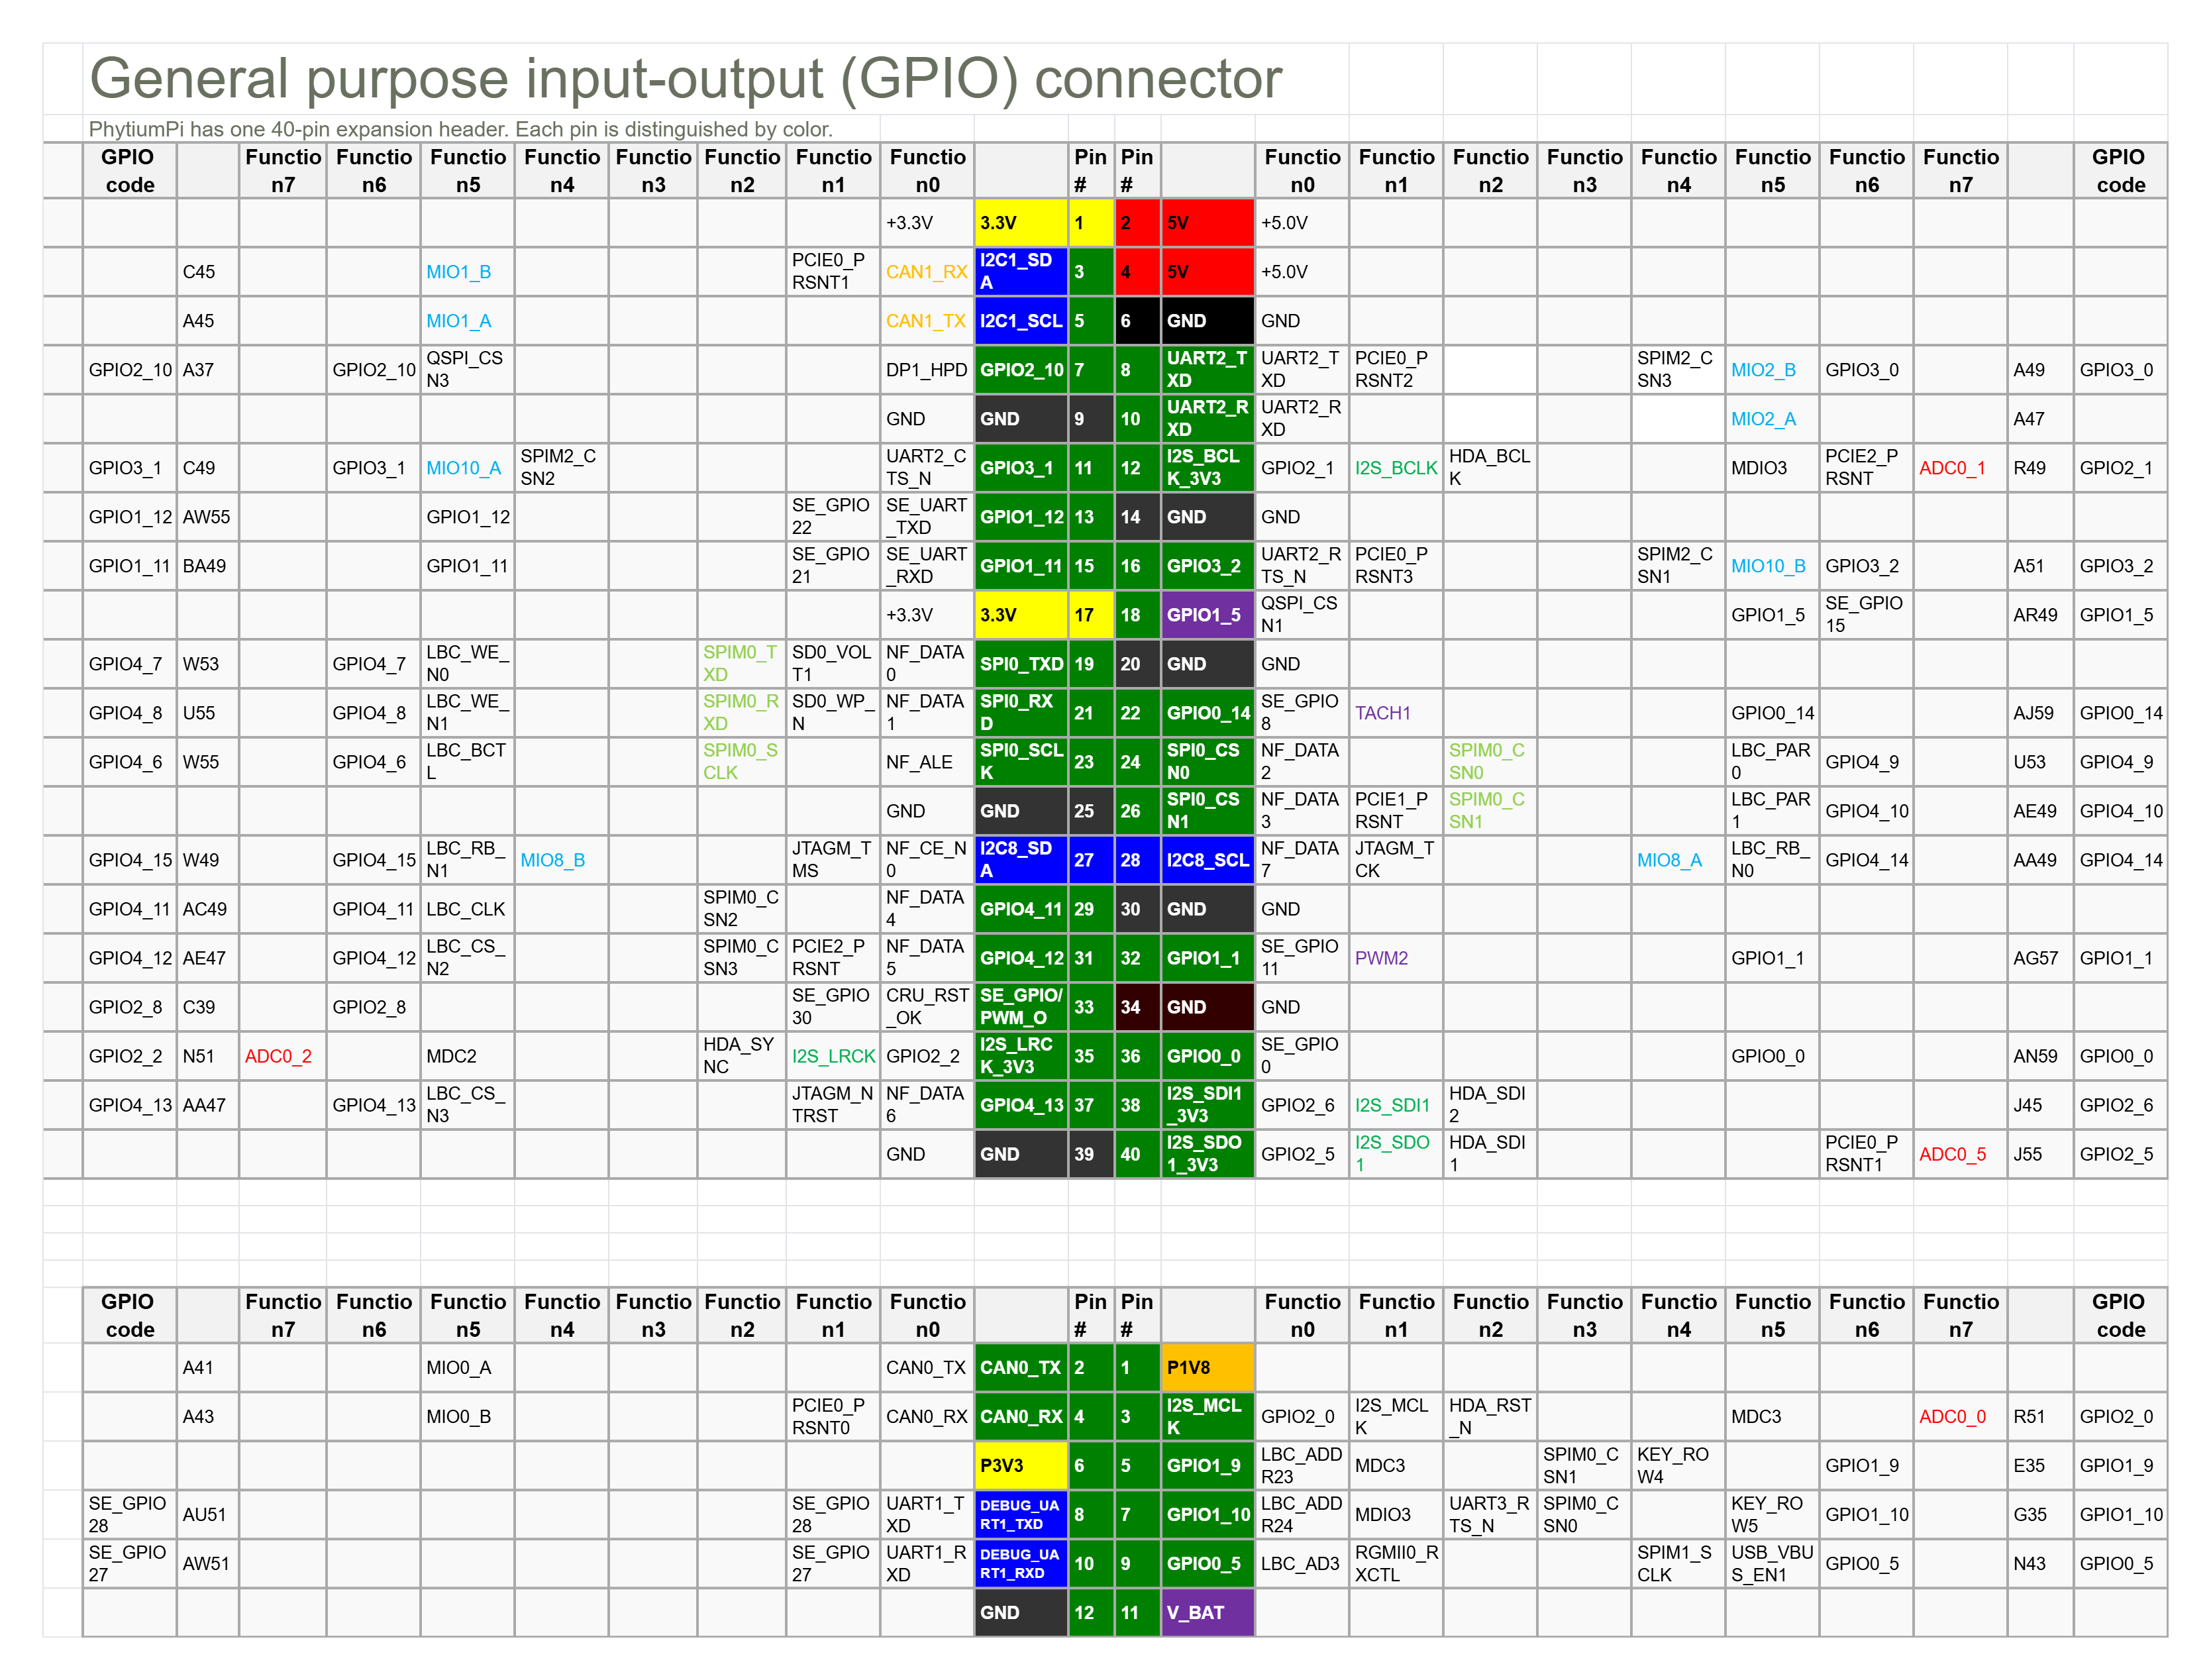 General purpose input-output (GPIO) connector
PhytiumPi has one 40-pin expansion header. Each pin is distinguished by color.
GPIO code Function7 Function6 Function5 Function4 Function3 Function2 Function1 Function0 Pin # Pin # Function0 Function1 Function2 Function3 Function4 Function5 Function6 Function7 GPIO code
+3.3V 3.3V 1 2 5V +5.0V
C45 MIO1_B PCIE0_PRSNT1 CAN1_RX I2C1_SDA 3 4 5V +5.0V
A45 MIO1_A CAN1_TX I2C1_SCL 5 6 GND GND
GPIO2_10 A37 GPIO2_10 QSPI_CSN3 DP1_HPD GPIO2_10 7 8 UART2_TXD UART2_TXD PCIE0_PRSNT2 SPIM2_CSN3 MIO2_B GPIO3_0 A49 GPIO3_0
GND GND 9 10 UART2_RXD UART2_RXD MIO2_A A47
GPIO3_1 C49 GPIO3_1 MIO10_A SPIM2_CSN2 UART2_CTS_N GPIO3_1 11 12 I2S_BCLK_3V3 GPIO2_1 I2S_BCLK HDA_BCLK MDIO3 PCIE2_PRSNT ADC0_1 R49 GPIO2_1
GPIO1_12 AW55 GPIO1_12 SE_GPIO22 SE_UART_TXD GPIO1_12 13 14 GND GND
GPIO1_11 BA49 GPIO1_11 SE_GPIO21 SE_UART_RXD GPIO1_11 15 16 GPIO3_2 UART2_RTS_N PCIE0_PRSNT3 SPIM2_CSN1 MIO10_B GPIO3_2 A51 GPIO3_2
+3.3V 3.3V 17 18 GPIO1_5 QSPI_CSN1 GPIO1_5 SE_GPIO15 AR49 GPIO1_5
GPIO4_7 W53 GPIO4_7 LBC_WE_N0 SPIM0_TXD SD0_VOLT1 NF_DATA0 SPI0_TXD 19 20 GND GND
GPIO4_8 U55 GPIO4_8 LBC_WE_N1 SPIM0_RXD SD0_WP_N NF_DATA1 SPI0_RXD 21 22 GPIO0_14 SE_GPIO8 TACH1 GPIO0_14 AJ59 GPIO0_14
GPIO4_6 W55 GPIO4_6 LBC_BCTL SPIM0_SCLK NF_ALE SPI0_SCLK 23 24 SPI0_CSN0 NF_DATA2 SPIM0_CSN0 LBC_PAR0 GPIO4_9 U53 GPIO4_9
GND GND 25 26 SPI0_CSN1 NF_DATA3 PCIE1_PRSNT SPIM0_CSN1 LBC_PAR1 GPIO4_10 AE49 GPIO4_10
GPIO4_15 W49 GPIO4_15 LBC_RB_N1 MIO8_B JTAGM_TMS NF_CE_N0 I2C8_SDA 27 28 I2C8_SCL NF_DATA7 JTAGM_TCK MIO8_A LBC_RB_N0 GPIO4_14 AA49 GPIO4_14
GPIO4_11 AC49 GPIO4_11 LBC_CLK SPIM0_CSN2 NF_DATA4 GPIO4_11 29 30 GND GND
GPIO4_12 AE47 GPIO4_12 LBC_CS_N2 SPIM0_CSN3 PCIE2_PRSNT NF_DATA5 GPIO4_12 31 32 GPIO1_1 SE_GPIO11 PWM2 GPIO1_1 AG57 GPIO1_1
GPIO2_8 C39 GPIO2_8 SE_GPIO30 CRU_RST_OK SE_GPIO/PWM_O 33 34 GND GND
GPIO2_2 N51 ADC0_2 MDC2 HDA_SYNC I2S_LRCK GPIO2_2 I2S_LRCK_3V3 35 36 GPIO0_0 SE_GPIO0 GPIO0_0 AN59 GPIO0_0
GPIO4_13 AA47 GPIO4_13 LBC_CS_N3 JTAGM_NTRST NF_DATA6 GPIO4_13 37 38 I2S_SDI1_3V3 GPIO2_6 I2S_SDI1 HDA_SDI2 J45 GPIO2_6
GND GND 39 40 I2S_SDO1_3V3 GPIO2_5 I2S_SDO1 HDA_SDI1 PCIE0_PRSNT1 ADC0_5 J55 GPIO2_5
GPIO code Function7 Function6 Function5 Function4 Function3 Function2 Function1 Function0 Pin # Pin # Function0 Function1 Function2 Function3 Function4 Function5 Function6 Function7 GPIO code
A41 MIO0_A CAN0_TX CAN0_TX 2 1 P1V8
A43 MIO0_B PCIE0_PRSNT0 CAN0_RX CAN0_RX 4 3 I2S_MCLK GPIO2_0 I2S_MCLK HDA_RST_N MDC3 ADC0_0 R51 GPIO2_0
P3V3 6 5 GPIO1_9 LBC_ADDR23 MDC3 SPIM0_CSN1 KEY_ROW4 GPIO1_9 E35 GPIO1_9
SE_GPIO28 AU51 SE_GPIO28 UART1_TXD DEBUG_UART1_TXD 8 7 GPIO1_10 LBC_ADDR24 MDIO3 UART3_RTS_N SPIM0_CSN0 KEY_ROW5 GPIO1_10 G35 GPIO1_10
SE_GPIO27 AW51 SE_GPIO27 UART1_RXD DEBUG_UART1_RXD 10 9 GPIO0_5 LBC_AD3 RGMII0_RXCTL SPIM1_SCLK USB_VBUS_EN1 GPIO0_5 N43 GPIO0_5
GND 12 11 V_BAT